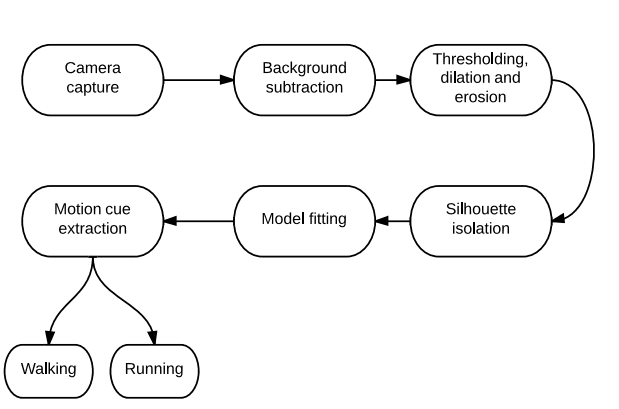 Camera
capture
Background
subtraction
Thresholding,
dilation and
erosion
Silhouette
isolation
Model fitting
Motion cue
extraction
Walking
Running